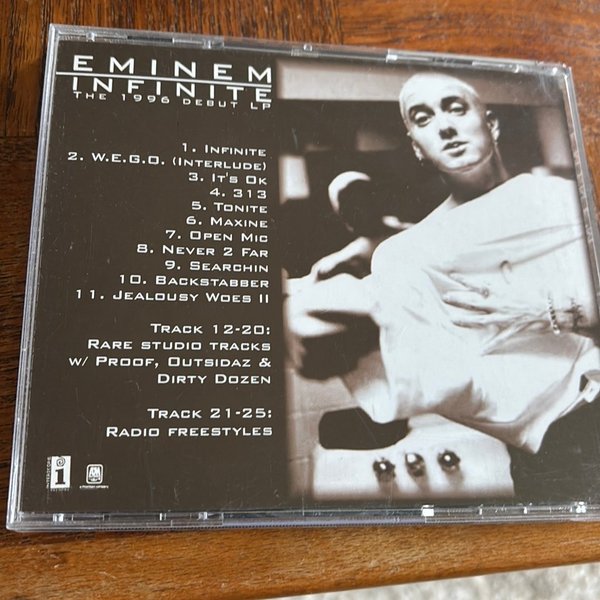 EMINEM
INFINITE
THE 1996 DEBUT LP
1. INFINITE
2. W.E.G.O. (INTERLUDE)
3. IT'S OK
4. 313
5. TONITE
6. MAXINE
7. OPEN MIC
8. NEVER 2 FAR
9. SEARCHIN
10. BACKSTABBER
11. JEALOUSY WOES II
TRACK 12-20:
RARE STUDIO TRACKS
W/ PROOF, OUTSIDAZ &
DIRTY DOZEN
TRACK 21-25:
RADIO FREESTYLES
INTERSCOPE
i
A&M